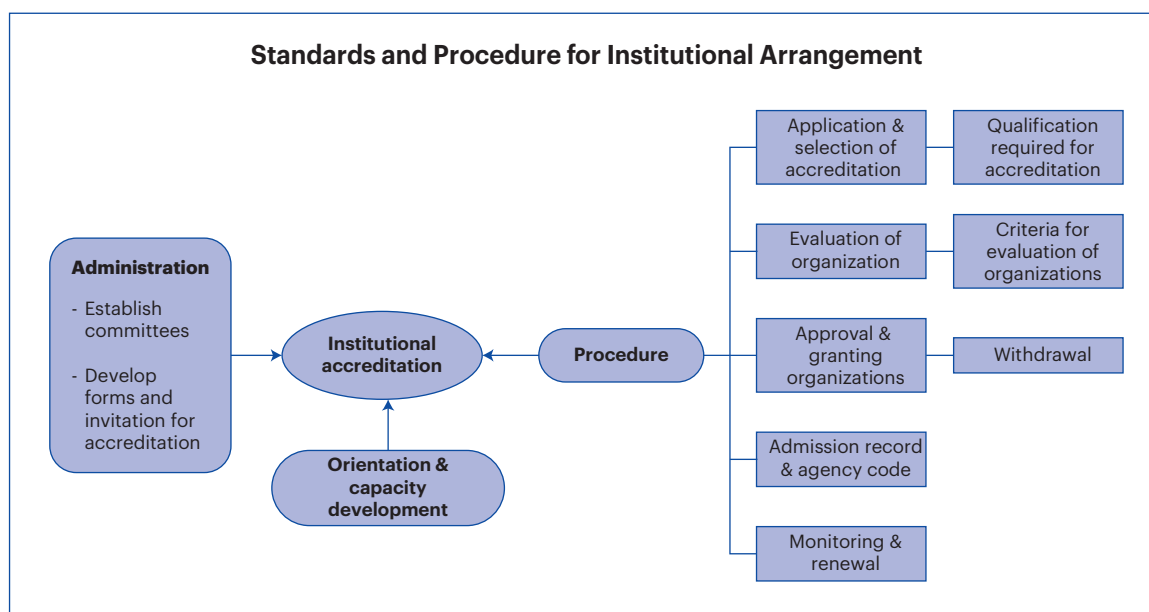 Standards and Procedure for Institutional Arrangement
Administration
- Establish
committees
- Develop
forms and
invitation for
accreditation
Institutional
accreditation
Orientation &
capacity
development
Procedure
Application &
selection of
accreditation
Qualification
required for
accreditation
Evaluation of
organization
Criteria for
evaluation of
organizations
Approval &
granting
organizations
Withdrawal
Admission record
& agency code
Monitoring &
renewal